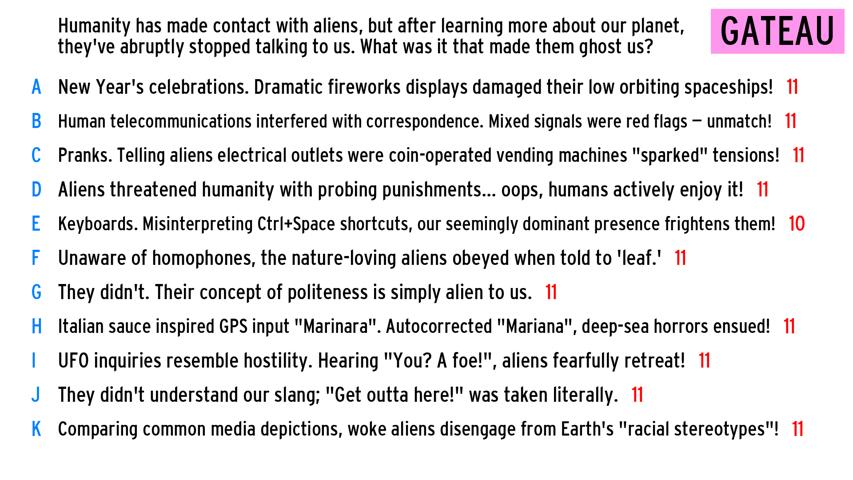 Humanity has made contact with aliens, but after learning more about our planet,
they've abruptly stopped talking to us. What was it that made them ghost us?
GATEAU
A New Year's celebrations. Dramatic fireworks displays damaged their low orbiting spaceships! 11
B Human telecommunications interfered with correspondence. Mixed signals were red flags – unmatch! 11
C Pranks. Telling aliens electrical outlets were coin-operated vending machines "sparked" tensions! 11
D Aliens threatened humanity with probing punishments... oops, humans actively enjoy it! 11
E Keyboards. Misinterpreting Ctrl+Space shortcuts, our seemingly dominant presence frightens them! 10
F Unaware of homophones, the nature-loving aliens obeyed when told to 'leaf.' 11
G They didn't. Their concept of politeness is simply alien to us. 11
H Italian sauce inspired GPS input "Marinara". Autocorrected "Mariana", deep-sea horrors ensued! 11
I UFO inquiries resemble hostility. Hearing "You? A foe!", aliens fearfully retreat! 11
J They didn't understand our slang; "Get outta here!" was taken literally. 11
K Comparing common media depictions, woke aliens disengage from Earth's "racial stereotypes"! 11